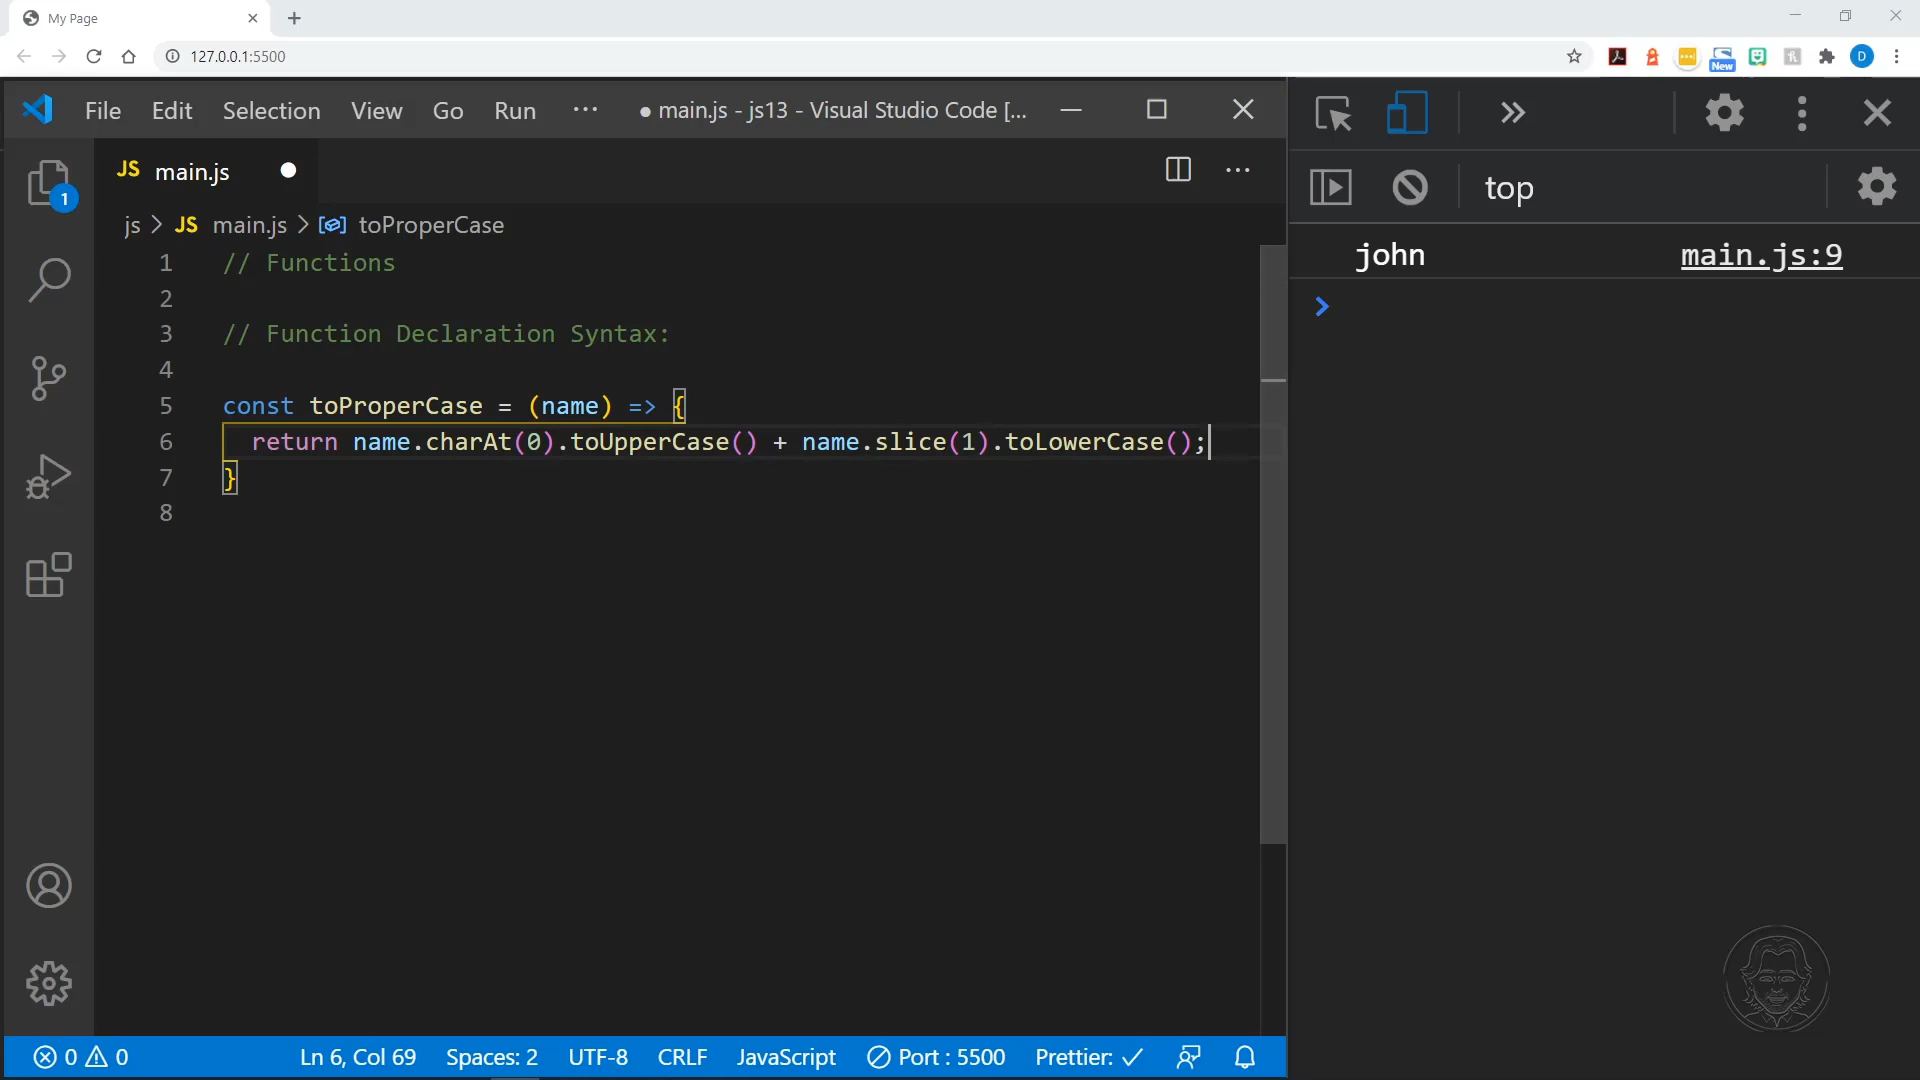 My Page
127.0.0.1:5500
New
D
File Edit Selection View Go Run ··· ● main.js - js13 - Visual Studio Code [...
JS main.js
js > JS main.js > toProperCase
1 // Functions
2
3 // Function Declaration Syntax:
4
5 const toProperCase = (name) => {
6 return name.charAt(0).toUpperCase() + name.slice(1).toLowerCase();
7 }
8
1
top
john main.js:9
0 0 Ln 6, Col 69 Spaces: 2 UTF-8 CRLF JavaScript Port : 5500 Prettier: ✓